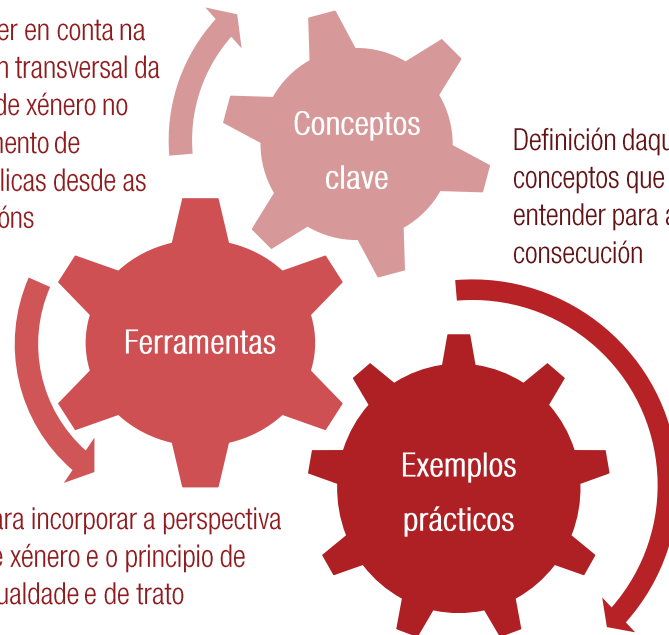 er en conta na
n transversal da
de xénero no
mento de
licas desde as
óns
Conceptos
clave
Definición daqu
conceptos que
entender para a
consecución
Ferramentas
Exemplos
prácticos
ara incorporar a perspectiva
e xénero e o principio de
ualdade e de trato